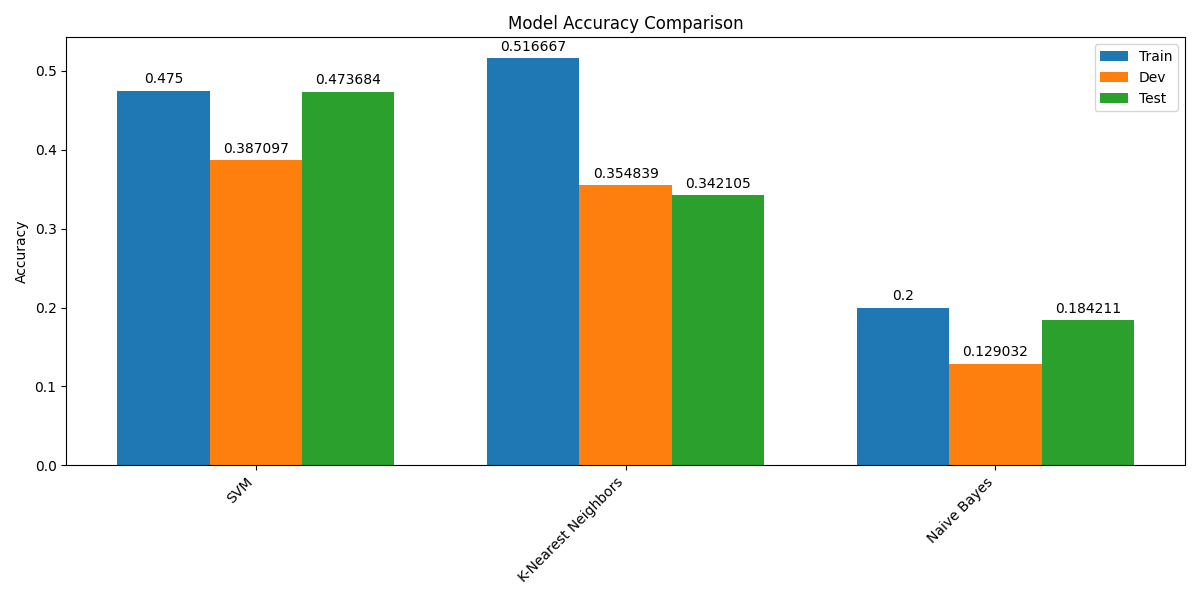 Model Accuracy Comparison
Train
Dev
Test
Accuracy
0.5
0.4
0.3
0.2
0.1
0.0
0.475
0.387097
0.473684
0.516667
0.354839
0.342105
0.2
0.129032
0.184211
SVM
K-Nearest Neighbors
Naive Bayes